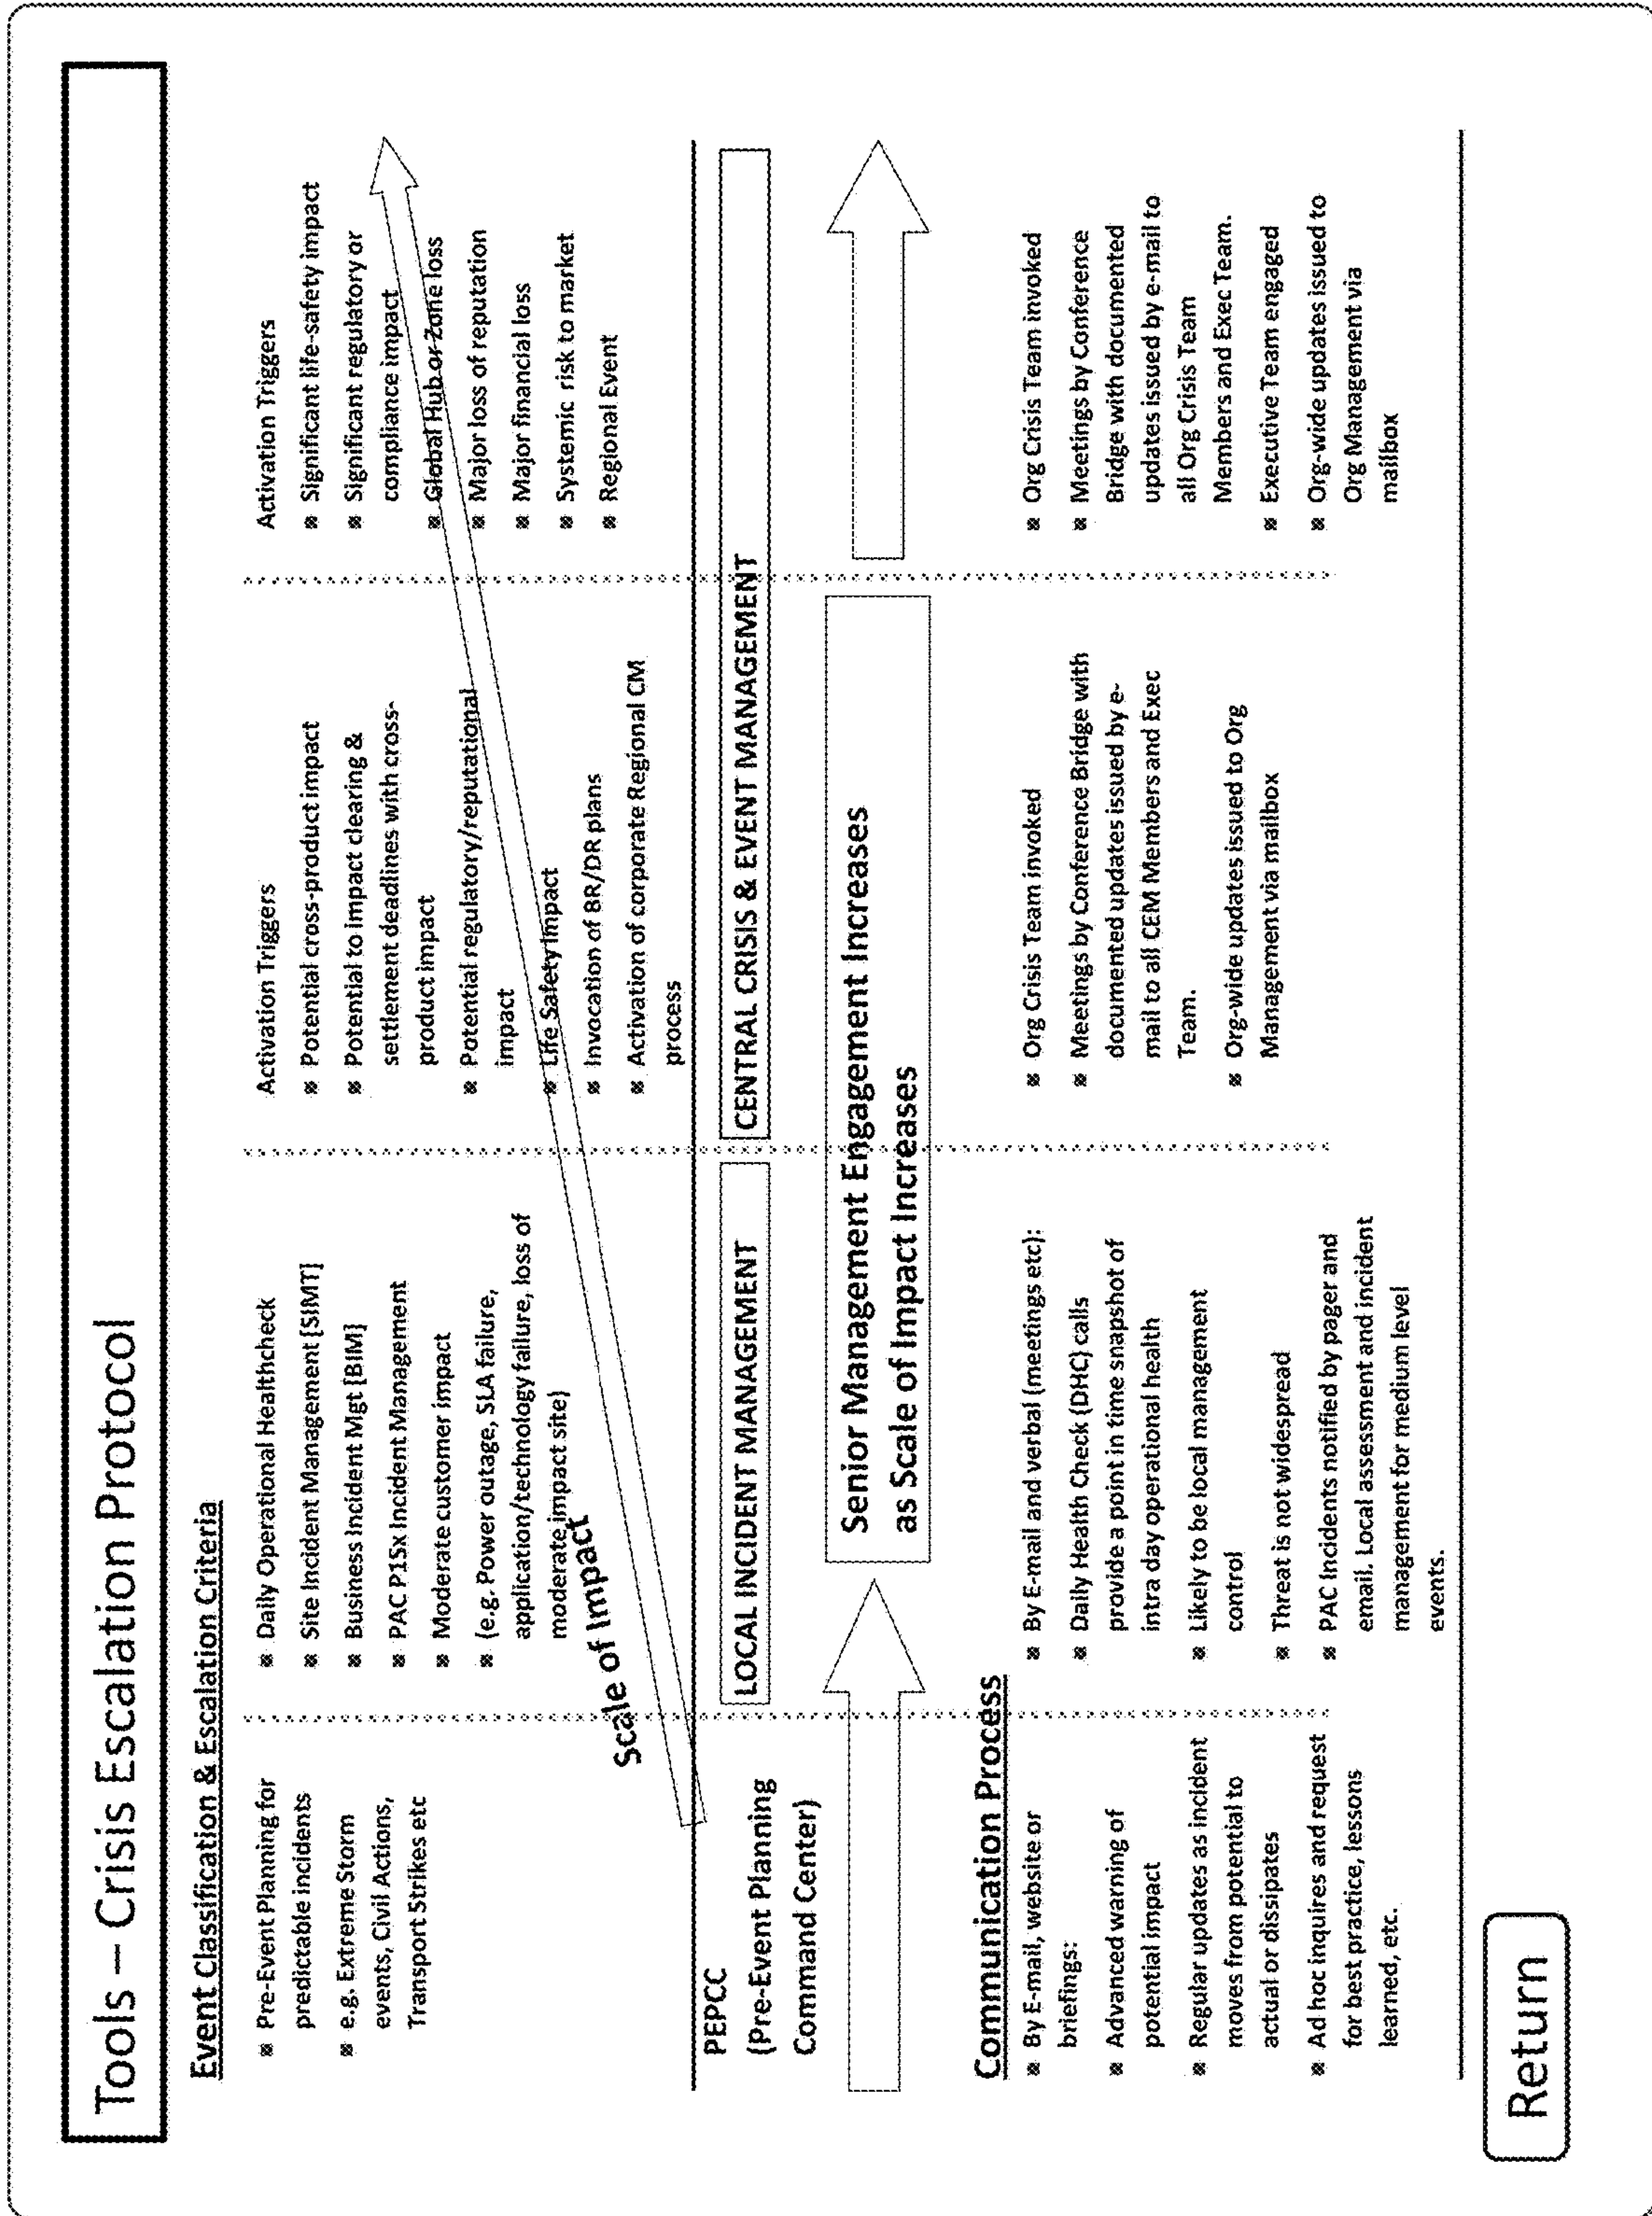 Tools – Crisis Escalation Protocol
Event Classification & Escalation Criteria
Pre-Event Planning for
predictable incidents
e.g. Extreme Storm
events, Civil Actions,
Transport Strikes etc
Daily Operational Healthcheck
Site Incident Management [SIMT]
Business Incident Mgt [BIM]
PAC P1Sx Incident Management
Moderate customer impact
(e.g. Power outage, SLA failure,
application/technology failure, loss of
moderate impact site)
Activation Triggers
Potential cross-product impact
Potential to impact clearing &
settlement deadlines with cross-
product impact
Potential regulatory/reputational
impact
Life Safety Impact
Invocation of BR/DR plans
Activation of corporate Regional CM
process
Activation Triggers
Significant life-safety impact
Significant regulatory or
compliance impact
Global Hub or Zone loss
Major loss of reputation
Major financial loss
Systemic risk to market
Regional Event
Scale of Impact
PEPCC
(Pre-Event Planning
Command Center)
LOCAL INCIDENT MANAGEMENT
CENTRAL CRISIS & EVENT MANAGEMENT
Senior Management Engagement Increases
as Scale of Impact Increases
Communication Process
By E-mail, website or
briefings:
Advanced warning of
potential impact
Regular updates as incident
moves from potential to
actual or dissipates
Ad hoc inquires and request
for best practice, lessons
learned, etc.
By E-mail and verbal (meetings etc):
Daily Health Check (DHC) calls
provide a point in time snapshot of
intra day operational health
Likely to be local management
control
Threat is not widespread
PAC Incidents notified by pager and
email. Local assessment and incident
management for medium level
events.
Org Crisis Team invoked
Meetings by Conference Bridge with
documented updates issued by e-
mail to all CEM Members and Exec
Team.
Org-wide updates issued to Org
Management via mailbox
Org Crisis Team invoked
Meetings by Conference
Bridge with documented
updates issued by e-mail to
all Org Crisis Team
Members and Exec Team.
Executive Team engaged
Org-wide updates issued to
Org Management via
mailbox
Return